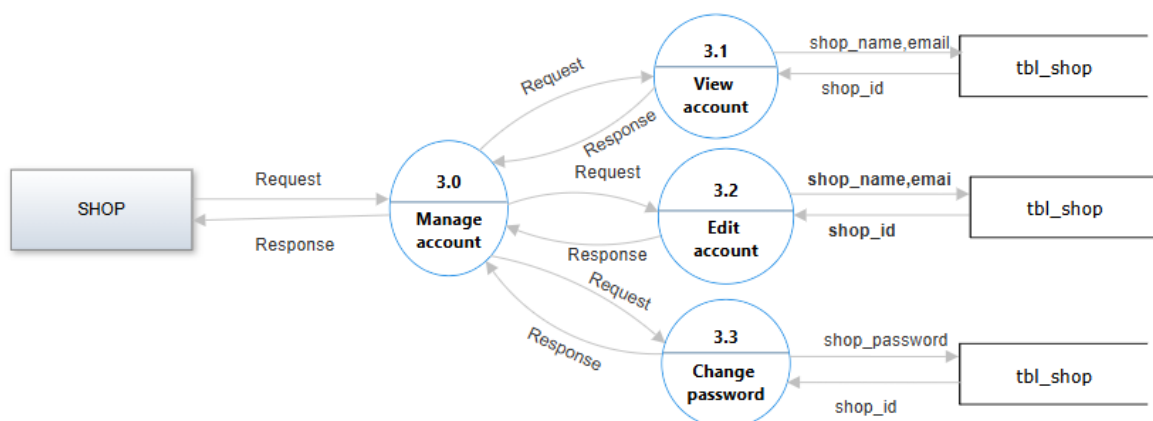 SHOP
Request
Response
3.0
Manage
account
Request
Response
3.1
View
account
shop_name,email
shop_id
tbl_shop
Request
Response
3.2
Edit
account
shop_name,emai
shop_id
tbl_shop
Request
Response
3.3
Change
password
shop_password
shop_id
tbl_shop